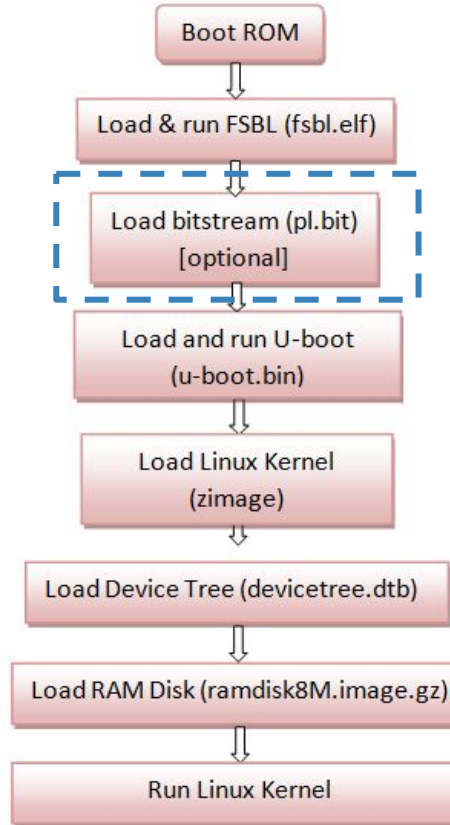 Boot ROM
Load & run FSBL (fsbl.elf)
Load bitstream (pl.bit)
[optional]
Load and run U-boot
(u-boot.bin)
Load Linux Kernel
(zimage)
Load Device Tree (devicetree.dtb)
Load RAM Disk (ramdisk8M.image.gz)
Run Linux Kernel